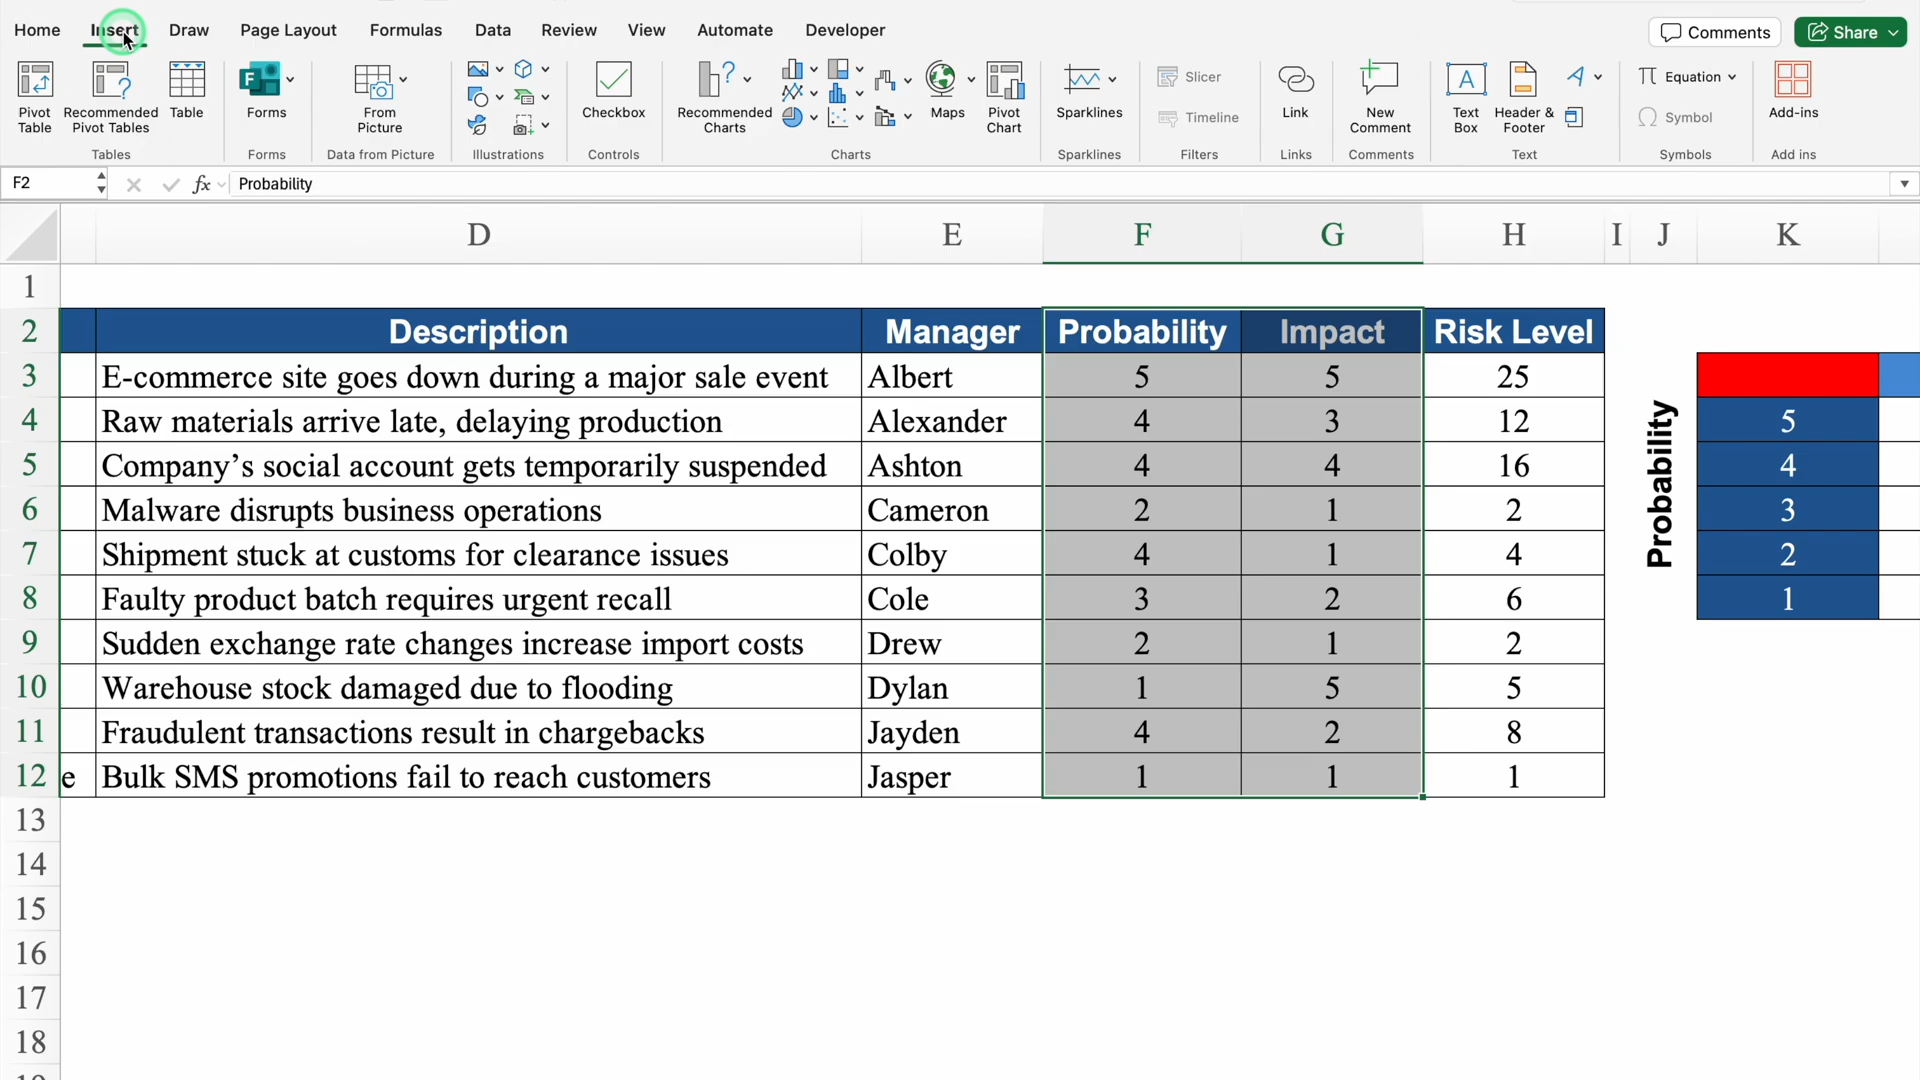 Home Insert Draw Page Layout Formulas Data Review View Automate Developer Comments Share
Pivot Table
Recommended Pivot Tables
Table
Tables
Forms
Forms
From Picture
Data from Picture
Illustrations
Checkbox
Controls
Recommended Charts
Maps
Pivot Chart
Charts
Sparklines
Sparklines
Slicer
Timeline
Filters
Link
Links
New Comment
Comments
Text Box
Header & Footer
Text
Equation
Symbol
Symbols
Add-ins
Add ins
F2 fx Probability
D E F G H I J K
1
2 Description Manager Probability Impact Risk Level
3 E-commerce site goes down during a major sale event Albert 5 5 25
4 Raw materials arrive late, delaying production Alexander 4 3 12 5
5 Company’s social account gets temporarily suspended Ashton 4 4 16 4
6 Malware disrupts business operations Cameron 2 1 2 3
7 Shipment stuck at customs for clearance issues Colby 4 1 4 2
8 Faulty product batch requires urgent recall Cole 3 2 6 1
9 Sudden exchange rate changes increase import costs Drew 2 1 2
10 Warehouse stock damaged due to flooding Dylan 1 5 5
11 Fraudulent transactions result in chargebacks Jayden 4 2 8
12 e Bulk SMS promotions fail to reach customers Jasper 1 1 1
Probability
13
14
15
16
17
18